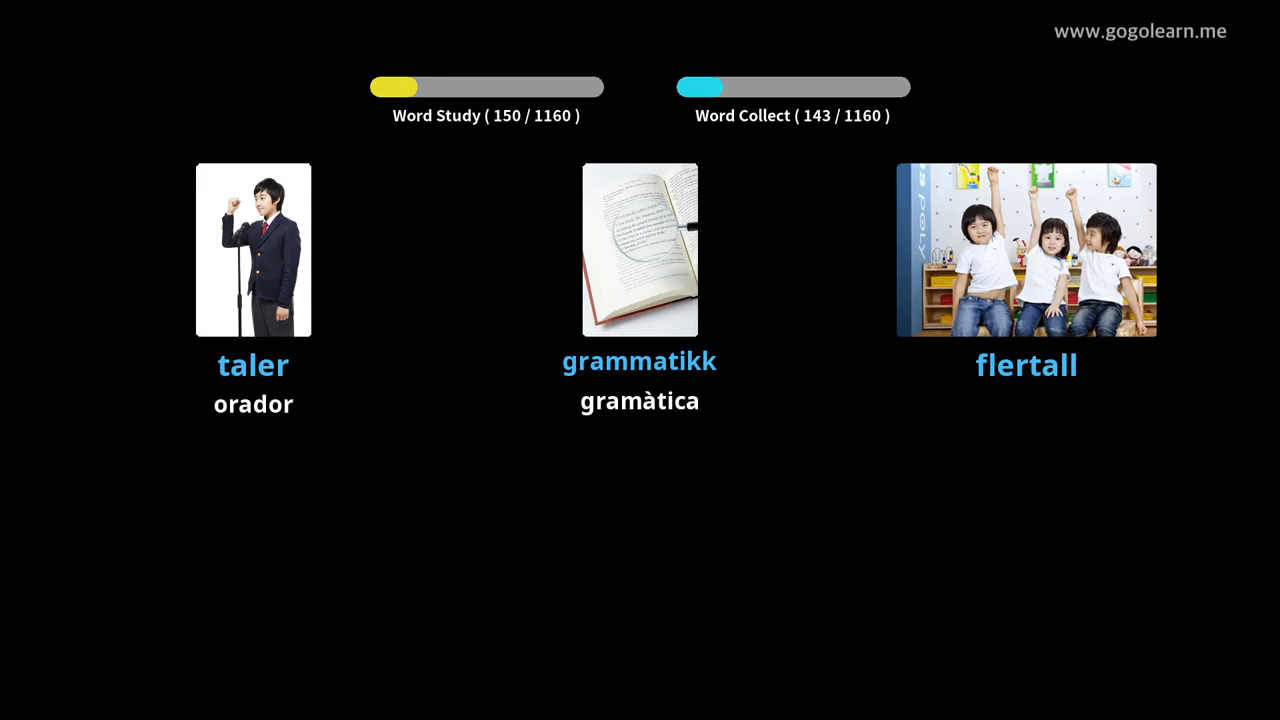 www.gogolearn.me
Word Study ( 150 / 1160 )
Word Collect ( 143 / 1160 )
taler
orador
grammatikk
gramàtica
flertall